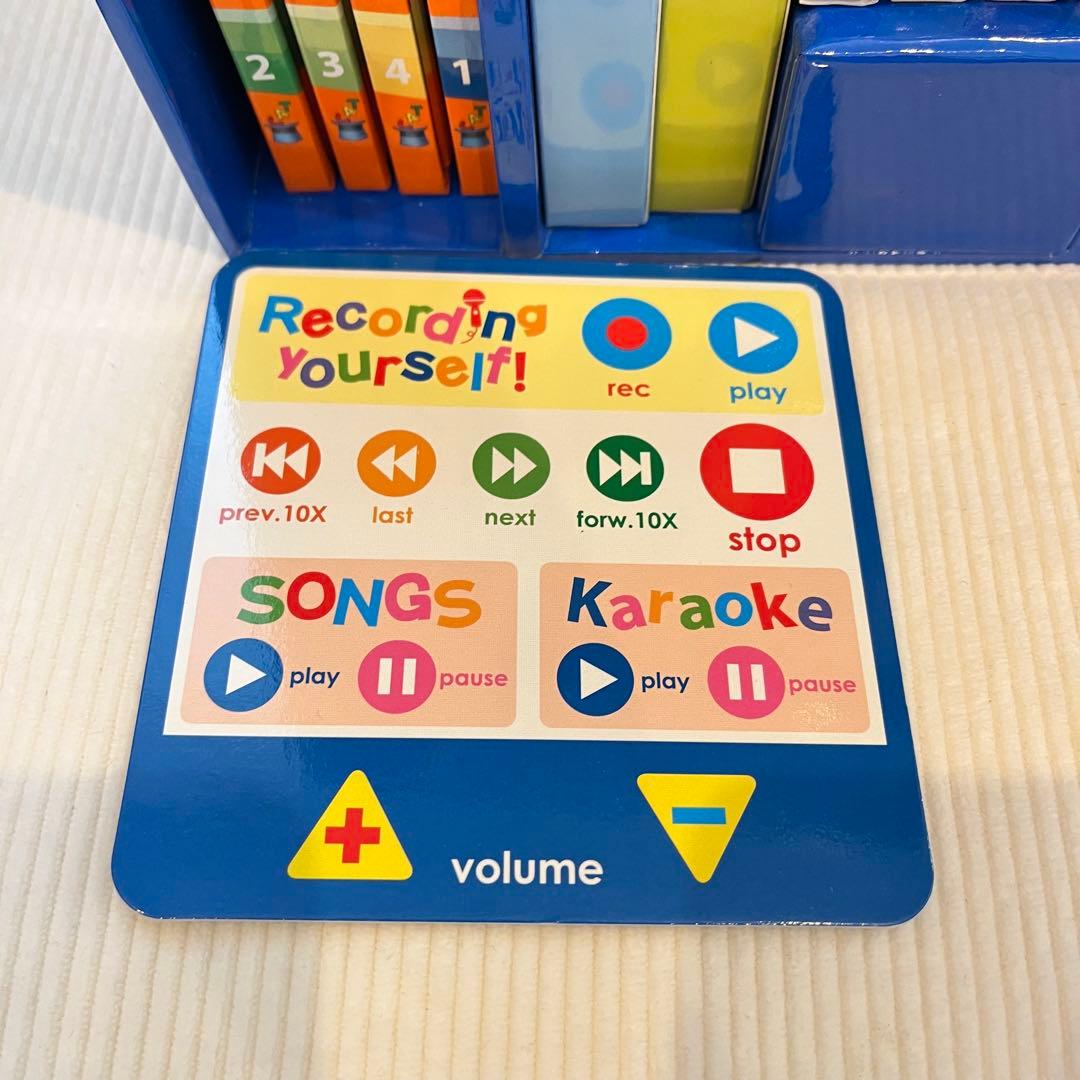 2 3 4 1
Recording
yourself!
rec play
prev.10X last next forw.10X stop
SONGS Karaoke
play pause play pause
volume